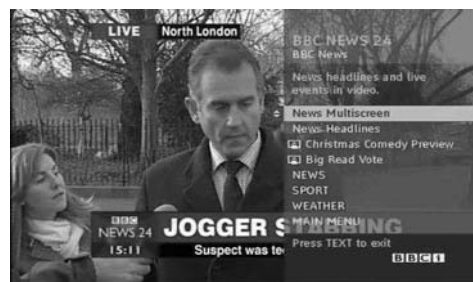 LIVE North London
BBC NEWS 24
BBC News
News headlines and live
events in video.
News Multiscreen
News Headlines
Christmas Comedy Preview
Big Read Vote
NEWS
SPORT
WEATHER
MAIN MENU
Press TEXT to exit
BBCi
BBC
NEWS 24
15:11
JOGGER STABBING
Suspect was